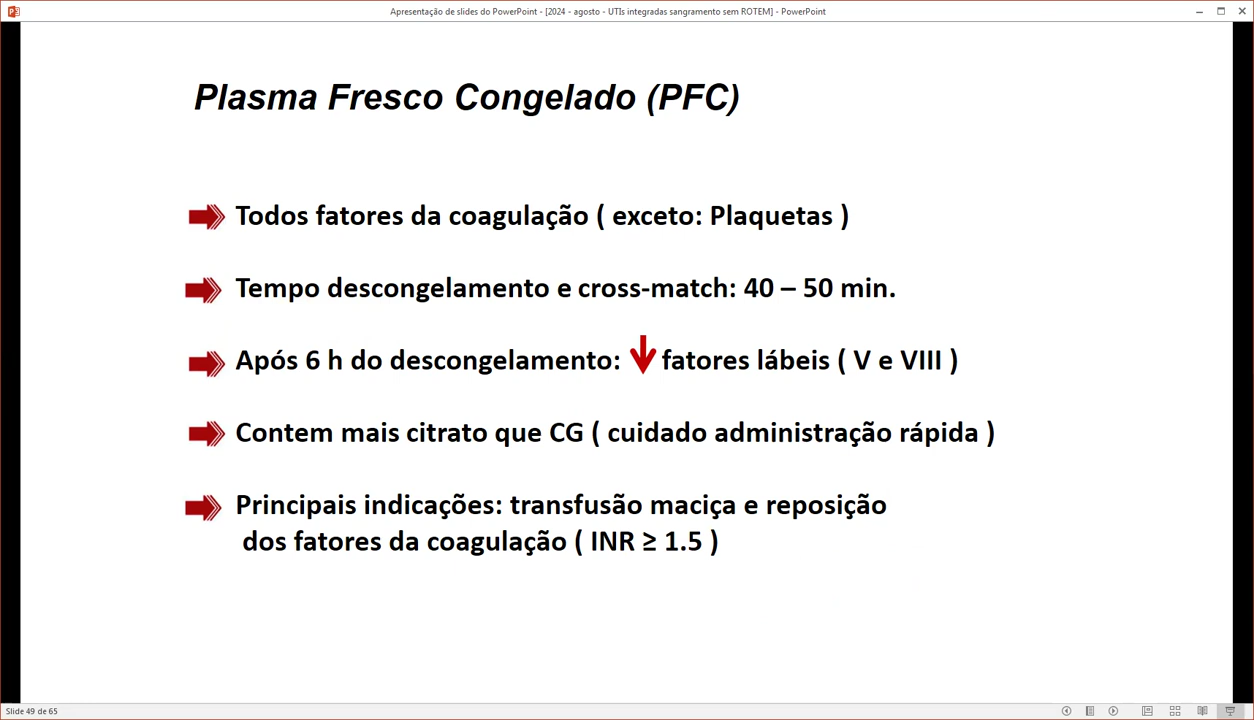 Apresentação de slides do PowerPoint - [2024 - agosto - UTIs integradas sangramento sem ROTEM] - PowerPoint
Plasma Fresco Congelado (PFC)
Todos fatores da coagulação ( exceto: Plaquetas )
Tempo descongelamento e cross-match: 40 – 50 min.
Após 6 h do descongelamento: fatores lábeis ( V e VIII )
Contem mais citrato que CG ( cuidado administração rápida )
Principais indicações: transfusão maciça e reposição
dos fatores da coagulação ( INR ≥ 1.5 )
Slide 49 de 65